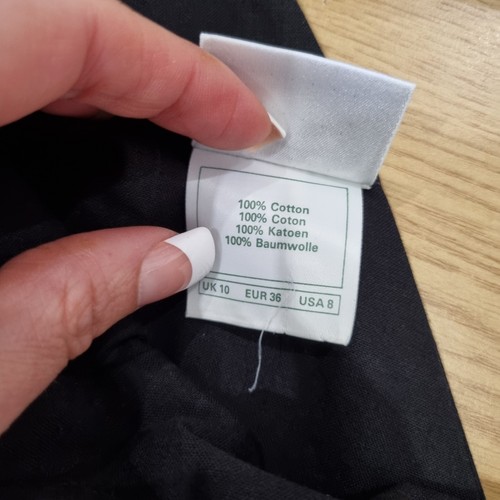 100% Cotton
100% Coton
100% Katoen
100% Baumwolle
UK 10 EUR 36 USA 8